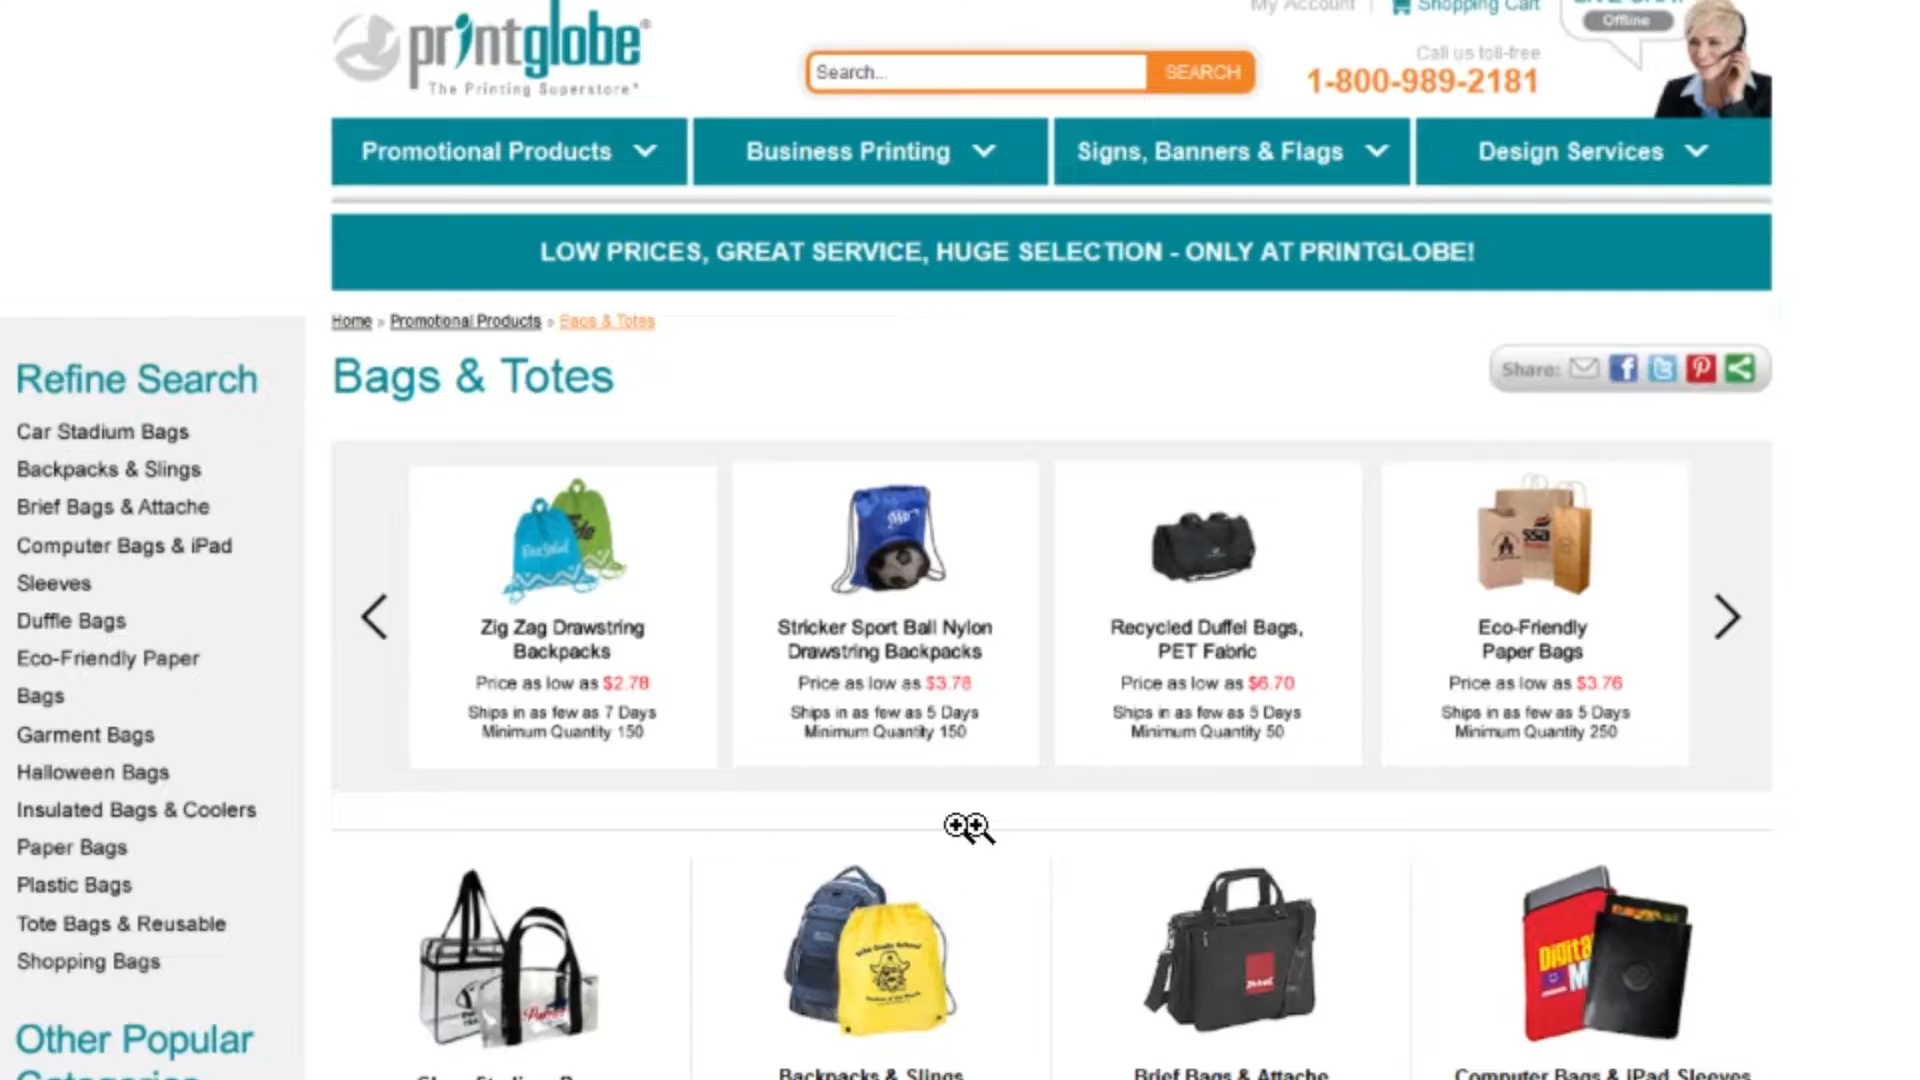 My Account | Shopping Cart
Offline
printglobe®
The Printing Superstore®
Search...
SEARCH
Call us toll-free
1-800-989-2181
Promotional Products
Business Printing
Signs, Banners & Flags
Design Services
LOW PRICES, GREAT SERVICE, HUGE SELECTION - ONLY AT PRINTGLOBE!
Home » Promotional Products » Bags & Totes
Refine Search
Car Stadium Bags
Backpacks & Slings
Brief Bags & Attache
Computer Bags & iPad
Sleeves
Duffle Bags
Eco-Friendly Paper
Bags
Garment Bags
Halloween Bags
Insulated Bags & Coolers
Paper Bags
Plastic Bags
Tote Bags & Reusable
Shopping Bags
Other Popular
Categories
Bags & Totes
Share:
Zig Zag Drawstring
Backpacks
Price as low as $2.78
Ships in as few as 7 Days
Minimum Quantity 150
Stricker Sport Ball Nylon
Drawstring Backpacks
Price as low as $3.78
Ships in as few as 5 Days
Minimum Quantity 150
Recycled Duffel Bags,
PET Fabric
Price as low as $6.70
Ships in as few as 5 Days
Minimum Quantity 50
ssa
Eco-Friendly
Paper Bags
Price as low as $3.76
Ships in as few as 5 Days
Minimum Quantity 250
Backpacks & Slings
Brief Bags & Attache
Computer Bags & iPad Sleeves